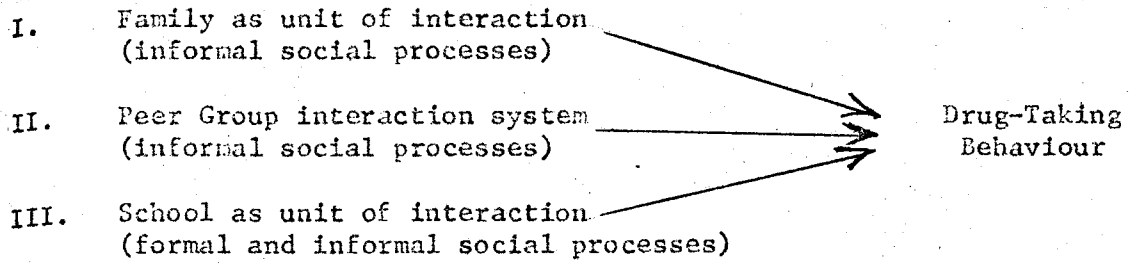 I. Family as unit of interaction
(informal social processes)
II. Peer Group interaction system
(informal social processes)
Drug-Taking
Behaviour
III. School as unit of interaction
(formal and informal social processes)